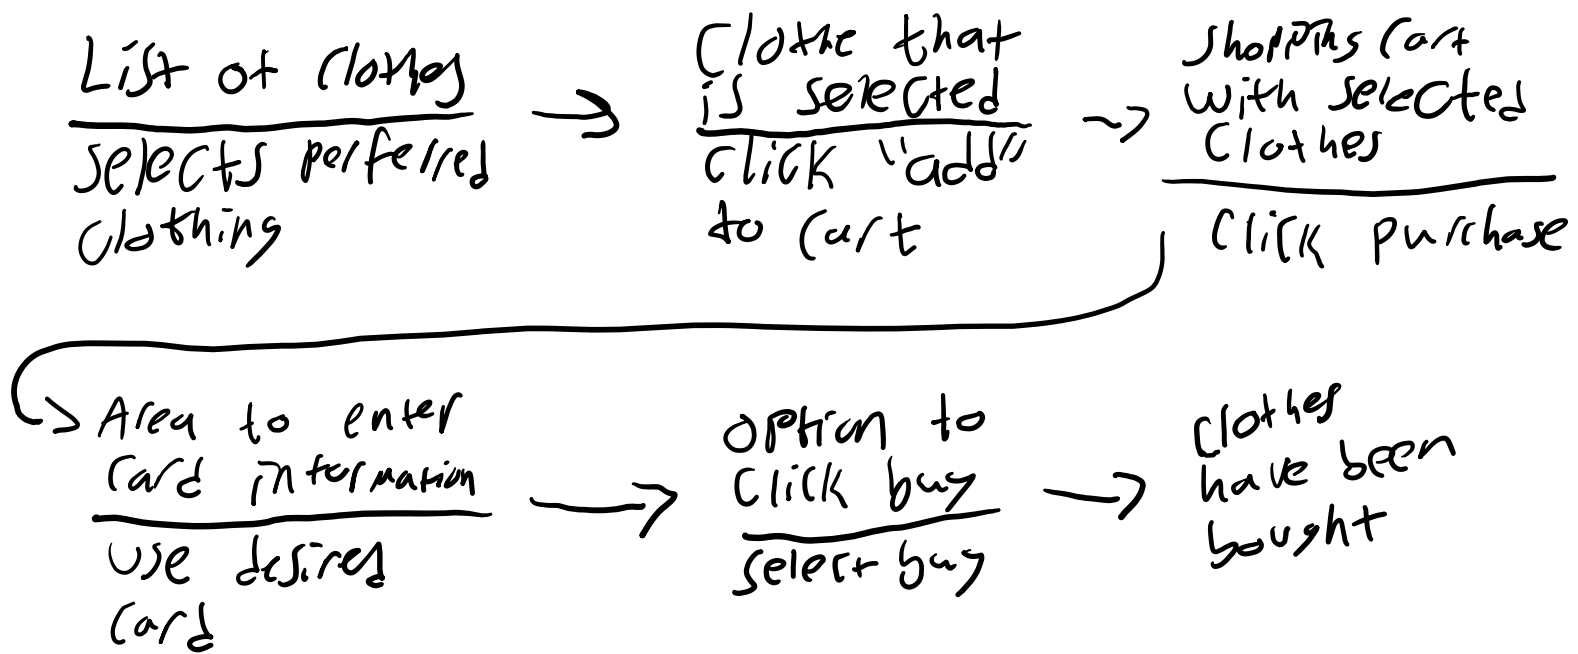 List of clothes
selects perferred
clothing
Clothe that
is selected
click "add"
to cart
shopping cart
with selected
clothes
Click purchase
Area to enter
card information
use desired
card
option to
click buy
select buy
clothes
have been
bought